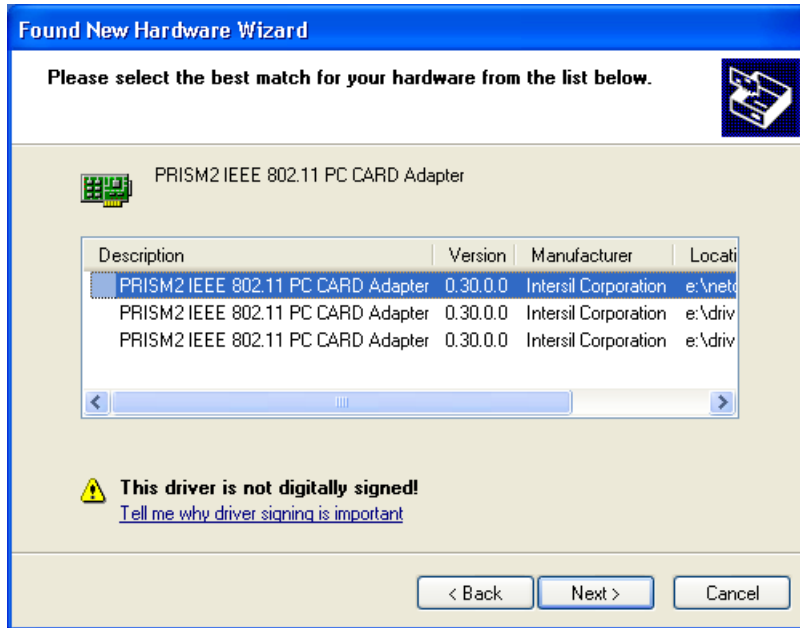 Found New Hardware Wizard
Please select the best match for your hardware from the list below.
PRISM2 IEEE 802.11 PC CARD Adapter
Description Version Manufacturer Locati
PRISM2 IEEE 802.11 PC CARD Adapter 0.30.0.0 Intersil Corporation e:\netc
PRISM2 IEEE 802.11 PC CARD Adapter 0.30.0.0 Intersil Corporation e:\driv
PRISM2 IEEE 802.11 PC CARD Adapter 0.30.0.0 Intersil Corporation e:\driv
This driver is not digitally signed!
Tell me why driver signing is important
< Back Next > Cancel